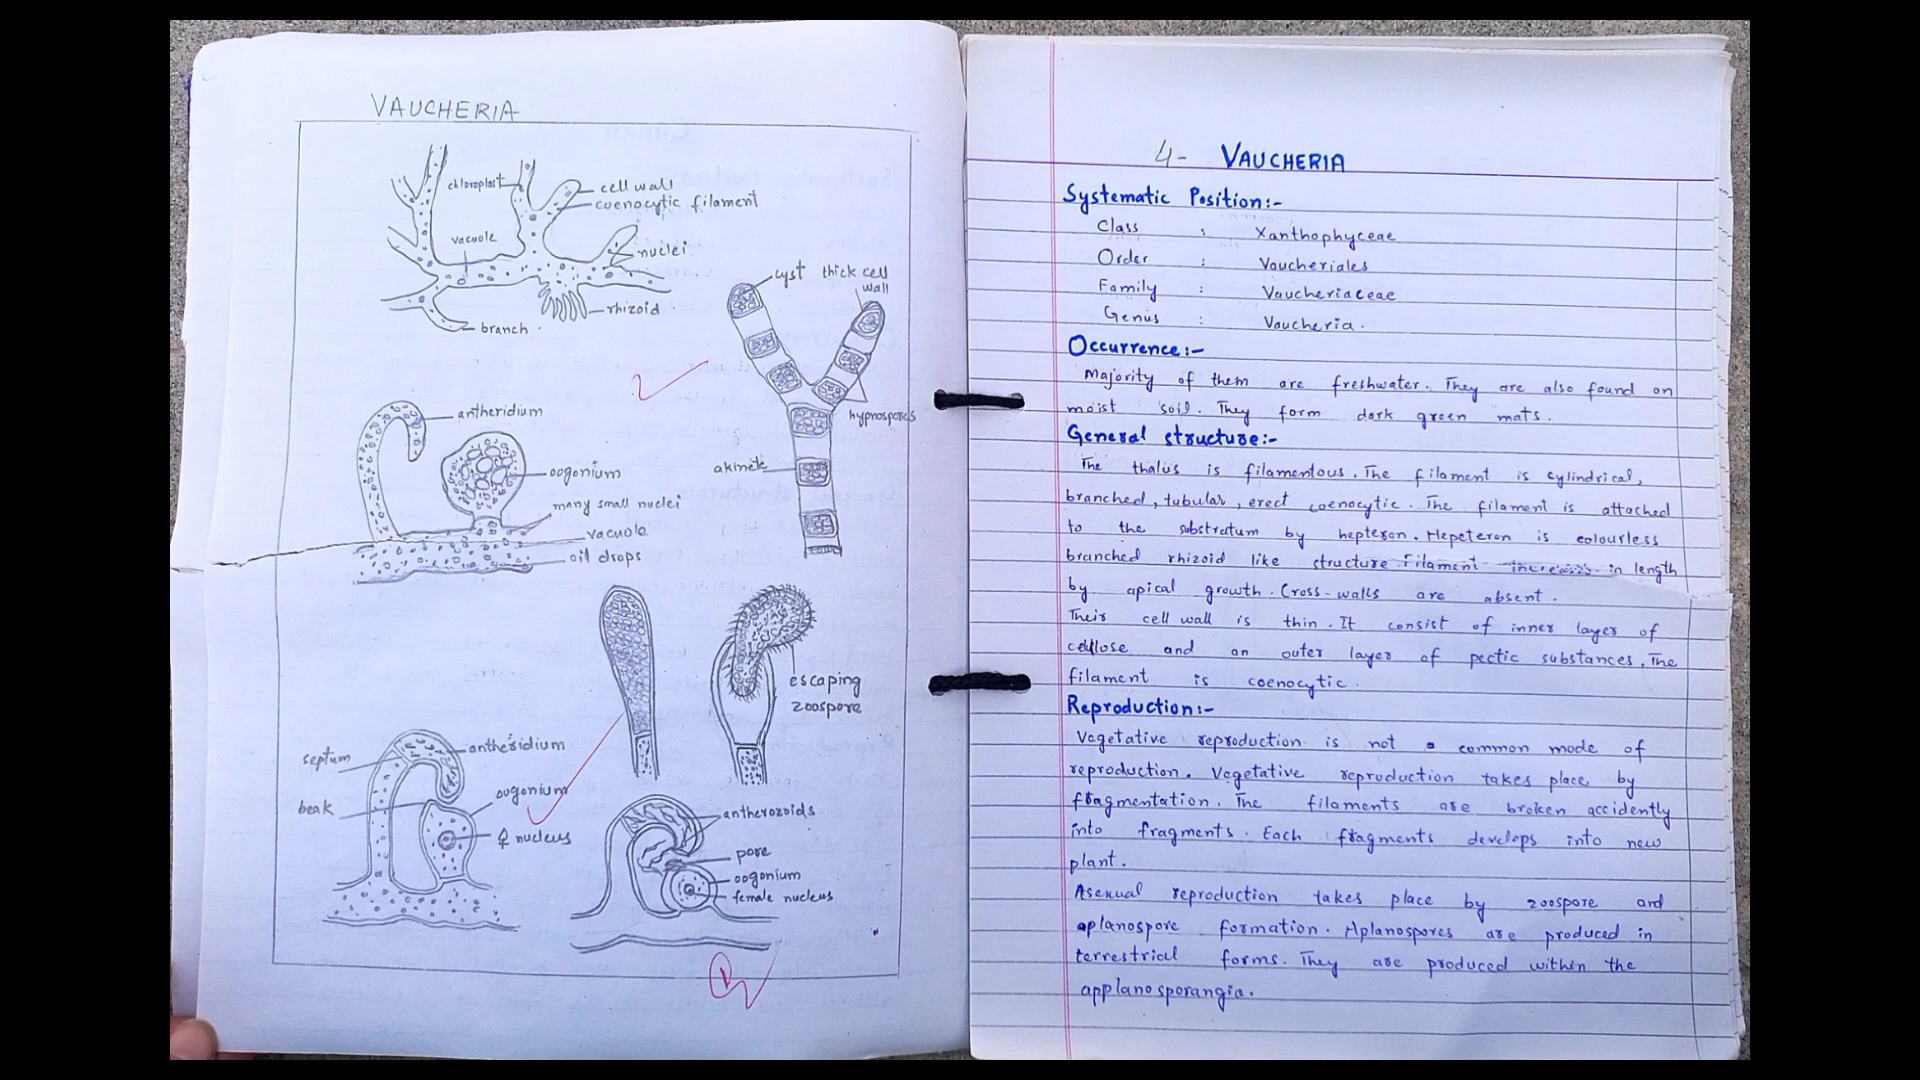 VAUCHERIA
chloroplast
cell wall
coenocytic filament
vacuole
nuclei
rhizoid
branch
cyst
thick cell
wall
hypnospores
akinete
antheridium
oogonium
many small nuclei
vacuole
oil drops
escaping
zoospore
septum
antheridium
beak
oogonium
♀ nucleus
antherozoids
pore
oogonium
female nucleus
4- VAUCHERIA
Systematic Position:-
Class : Xanthophyceae
Order : Vaucheriales
Family : Vaucheriaceae
Genus : Vaucheria.
Occurrence:-
Majority of them are freshwater. They are also found on
moist soil. They form dark green mats.
General structure:-
The thalus is filamentous. The filament is cylindrical,
branched, tubular, erect coenocytic. The filament is attached
to the substratum by hepteron. Hepeteron is colourless
branched rhizoid like structure. Filament increases in length
by apical growth. Cross-walls are absent.
Their cell wall is thin. It consist of inner layer of
cellose and an outer layer of pectic substances. The
filament is coenocytic.
Reproduction:-
Vegetative reproduction is not a common mode of
reproduction. Vegetative reproduction takes place by
fragmentation. The filaments are broken accidently
into fragments. Each fragments develops into new
plant.
Asexual reproduction takes place by zoospore and
aplanospore formation. Aplanospores are produced in
terrestrial forms. They are produced within the
applanosporangia.